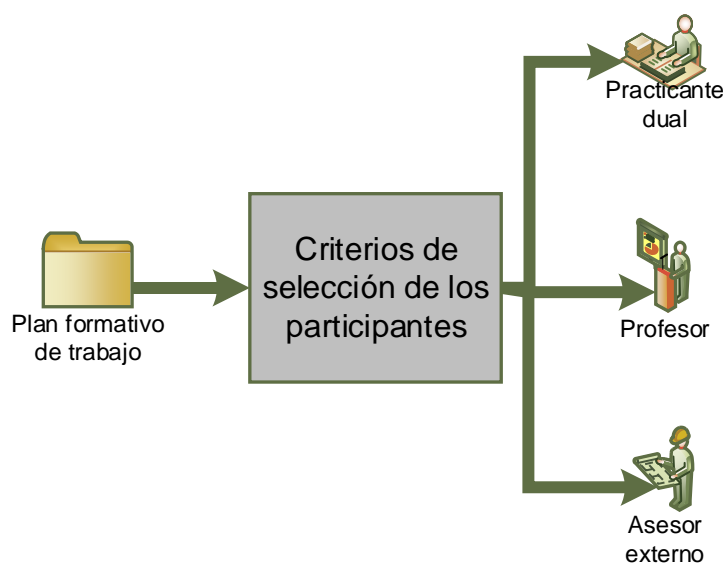 Plan formativo
de trabajo
Criterios de
selección de los
participantes
Practicante
dual
Profesor
Asesor
externo